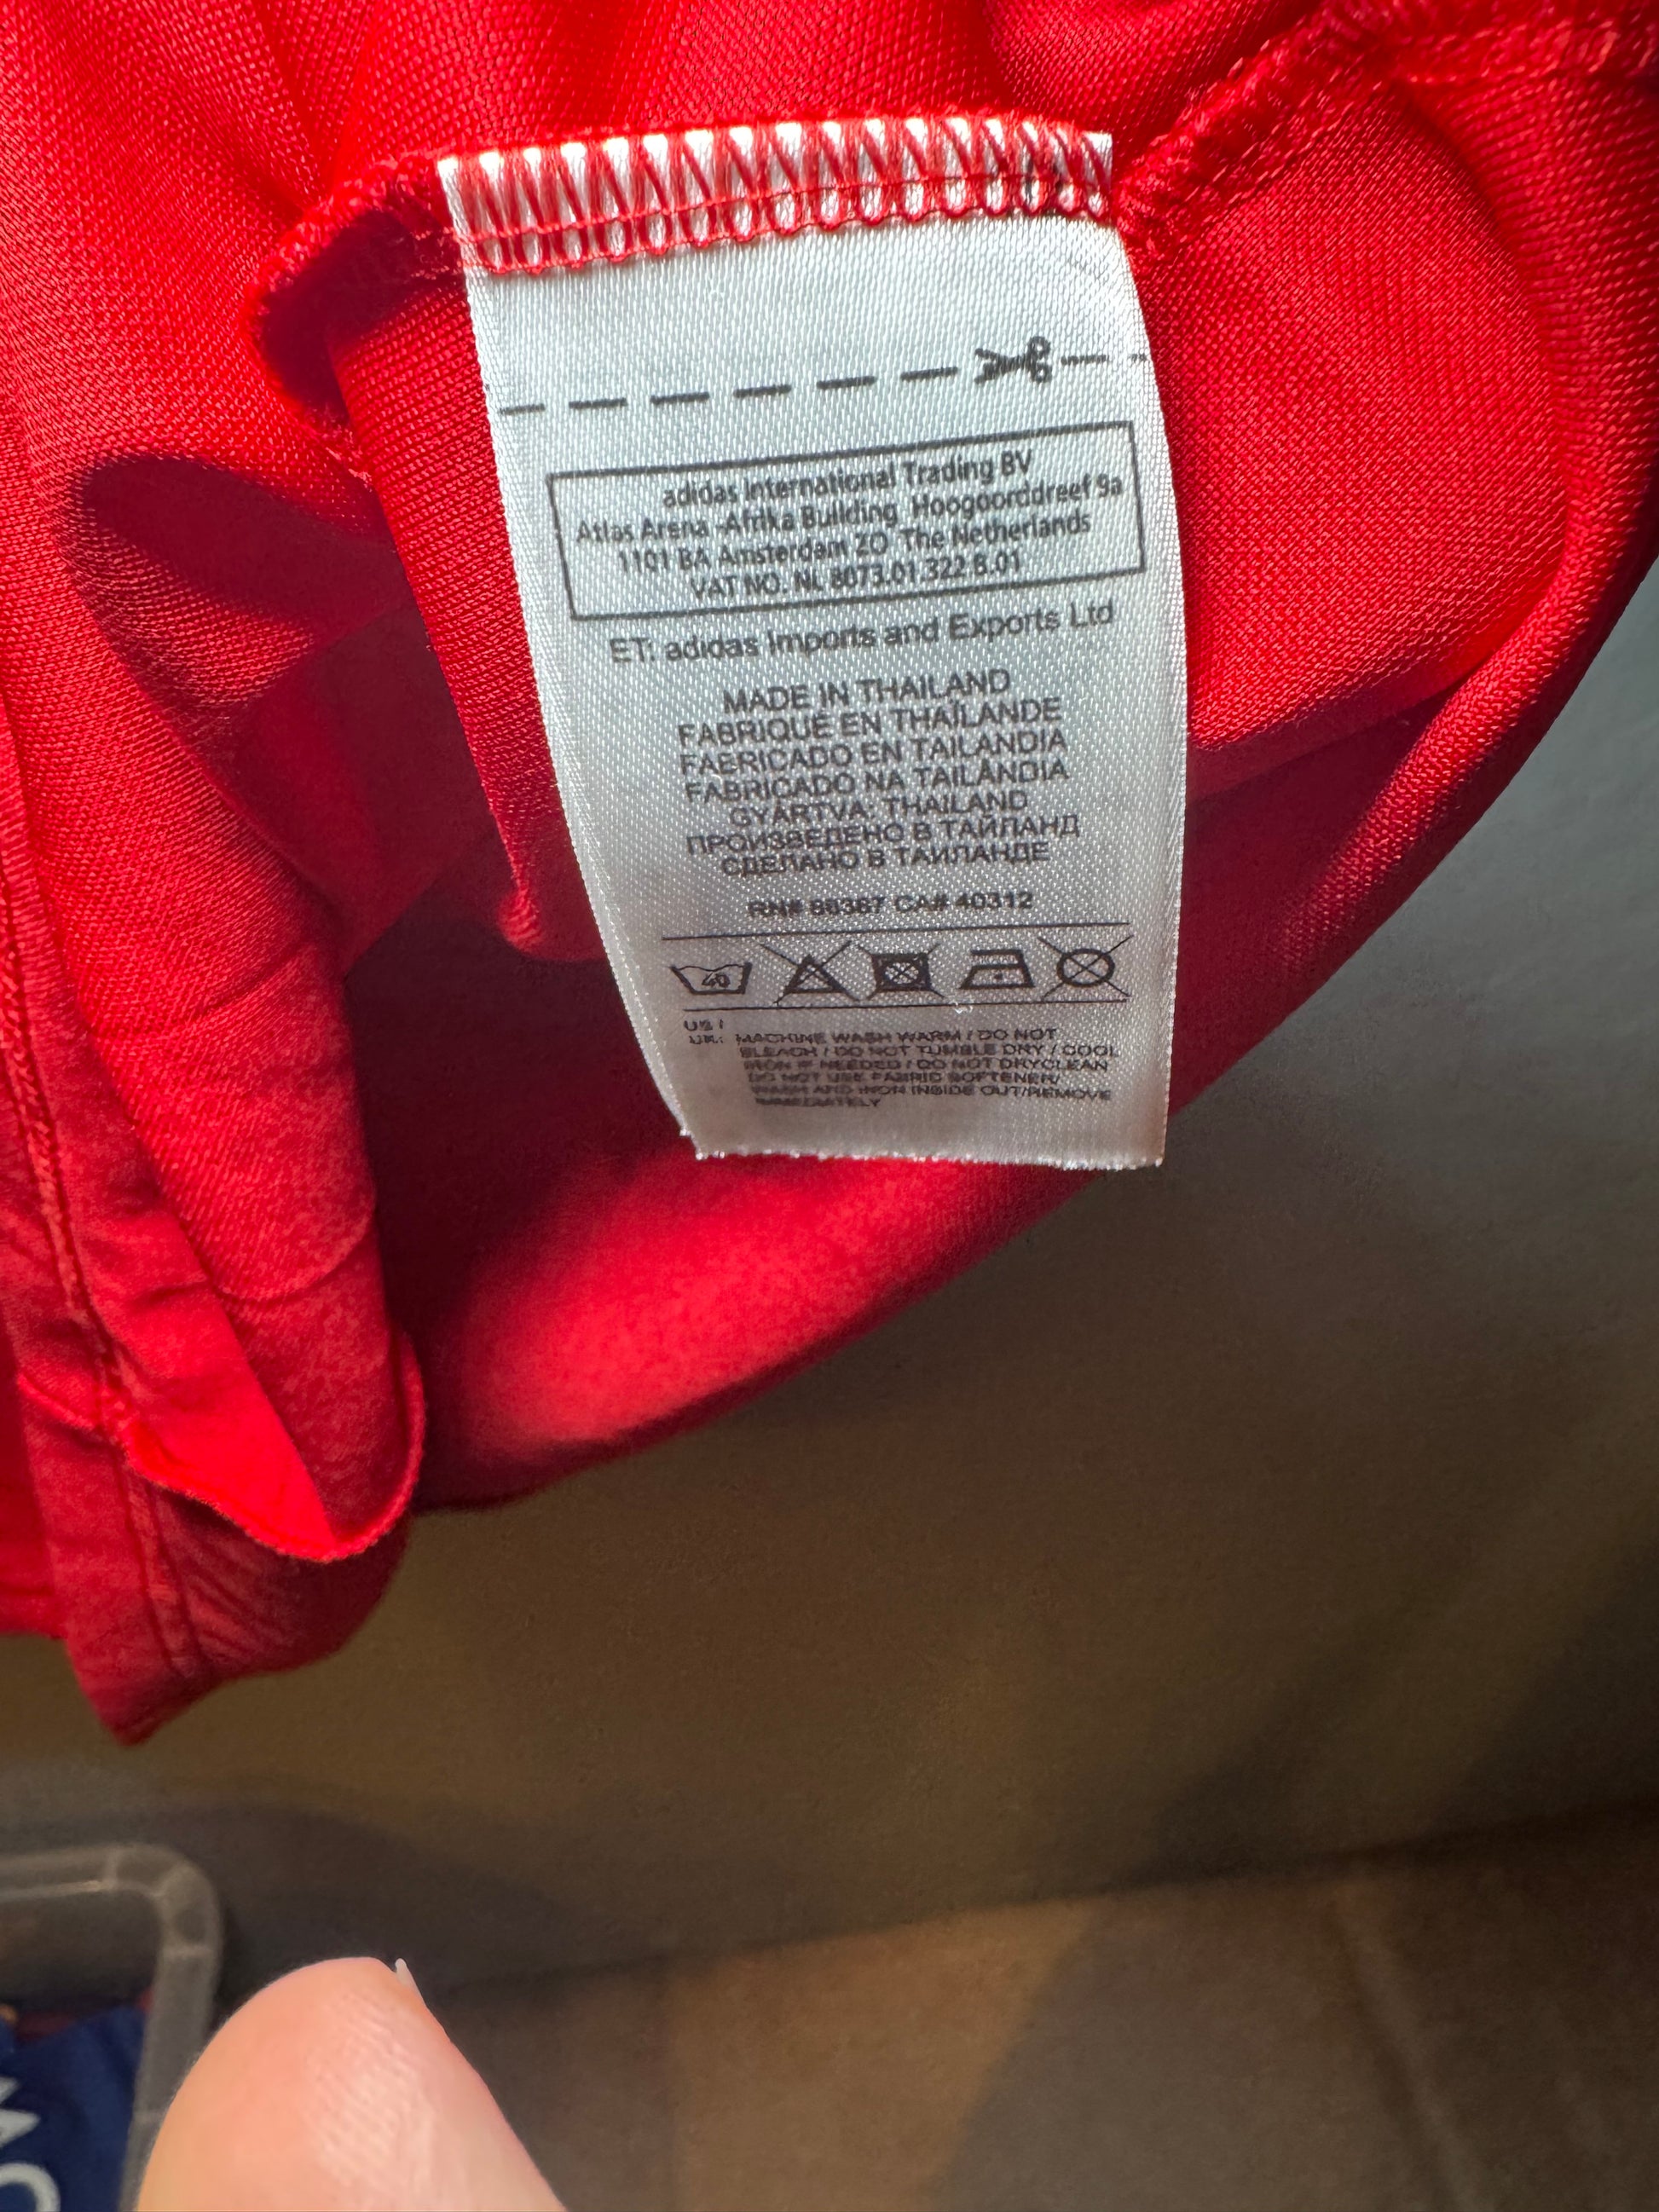 adidas International Trading BV
Atlas Arena -Afrika Building Hoogoorddreef 9a
1101 BA Amsterdam ZO The Netherlands
VAT NO. NL 8073.01.322.B.01
ET: adidas Imports and Exports Ltd
MADE IN THAILAND
FABRIQUÉ EN THAÏLANDE
FABRICADO EN TAILANDIA
FABRICADO NA TAILÂNDIA
GYÁRTVA: THAILAND
ПРОИЗВЕДЕНО В ТАЙЛАНД
СДЕЛАНО В ТАИЛАНДЕ
RN# 88387 CA# 40312
40
US /
UK: MACHINE WASH WARM / DO NOT
BLEACH / DO NOT TUMBLE DRY / COOL
IRON IF NEEDED / DO NOT DRYCLEAN
DO NOT USE FABRIC SOFTENER/
WASH AND IRON INSIDE OUT/REMOVE
IMMEDIATELY